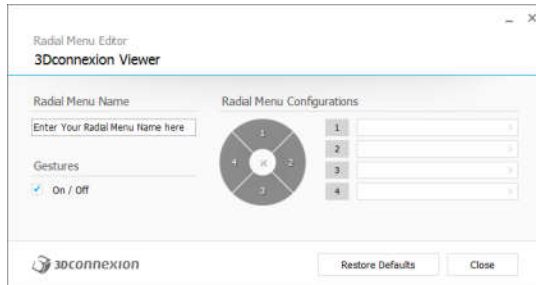 Radial Menu Editor
3Dconnexion Viewer
Radial Menu Name
Radial Menu Configurations
Enter Your Radial Menu Name here
1
2
3
4
1
2
3
4
Gestures
On / Off
3Dconnexion
Restore Defaults
Close